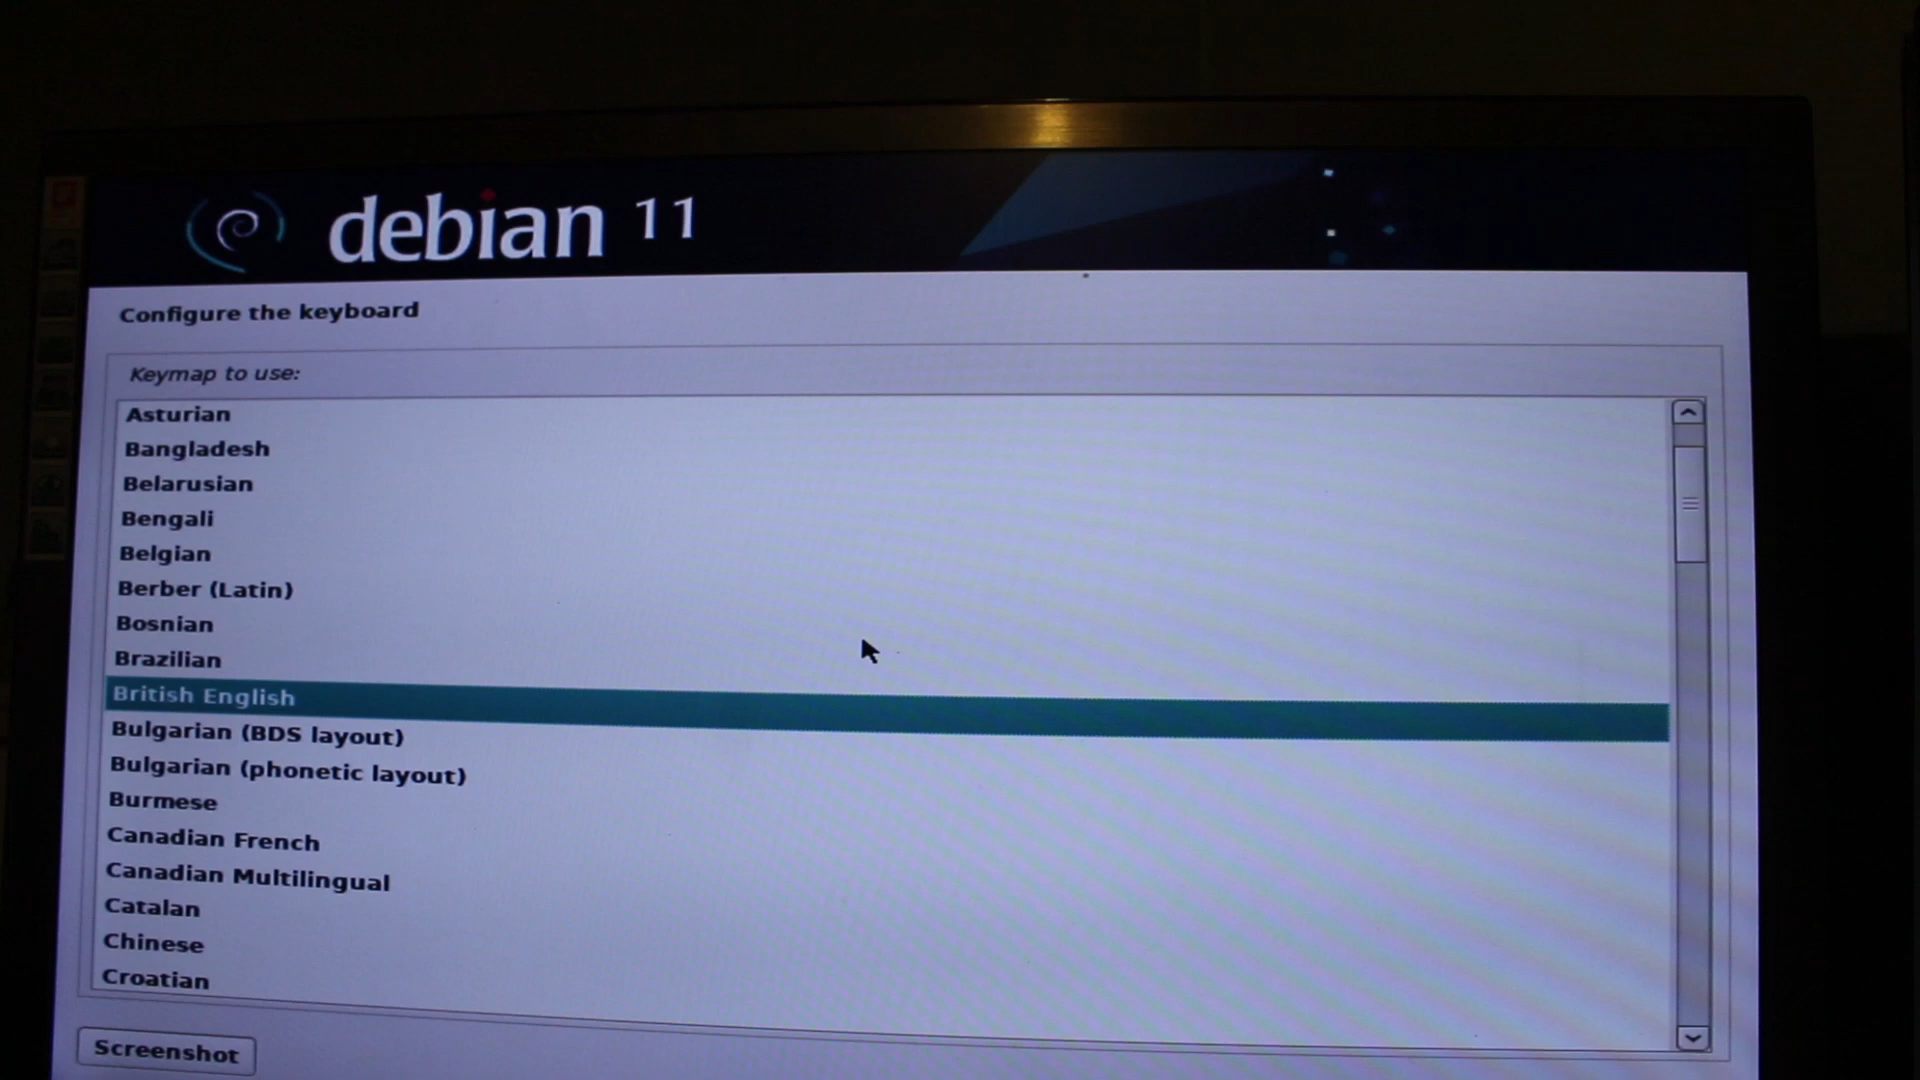 debian 11
Configure the keyboard
Keymap to use:
Asturian
Bangladesh
Belarusian
Bengali
Belgian
Berber (Latin)
Bosnian
Brazilian
British English
Bulgarian (BDS layout)
Bulgarian (phonetic layout)
Burmese
Canadian French
Canadian Multilingual
Catalan
Chinese
Croatian
Screenshot